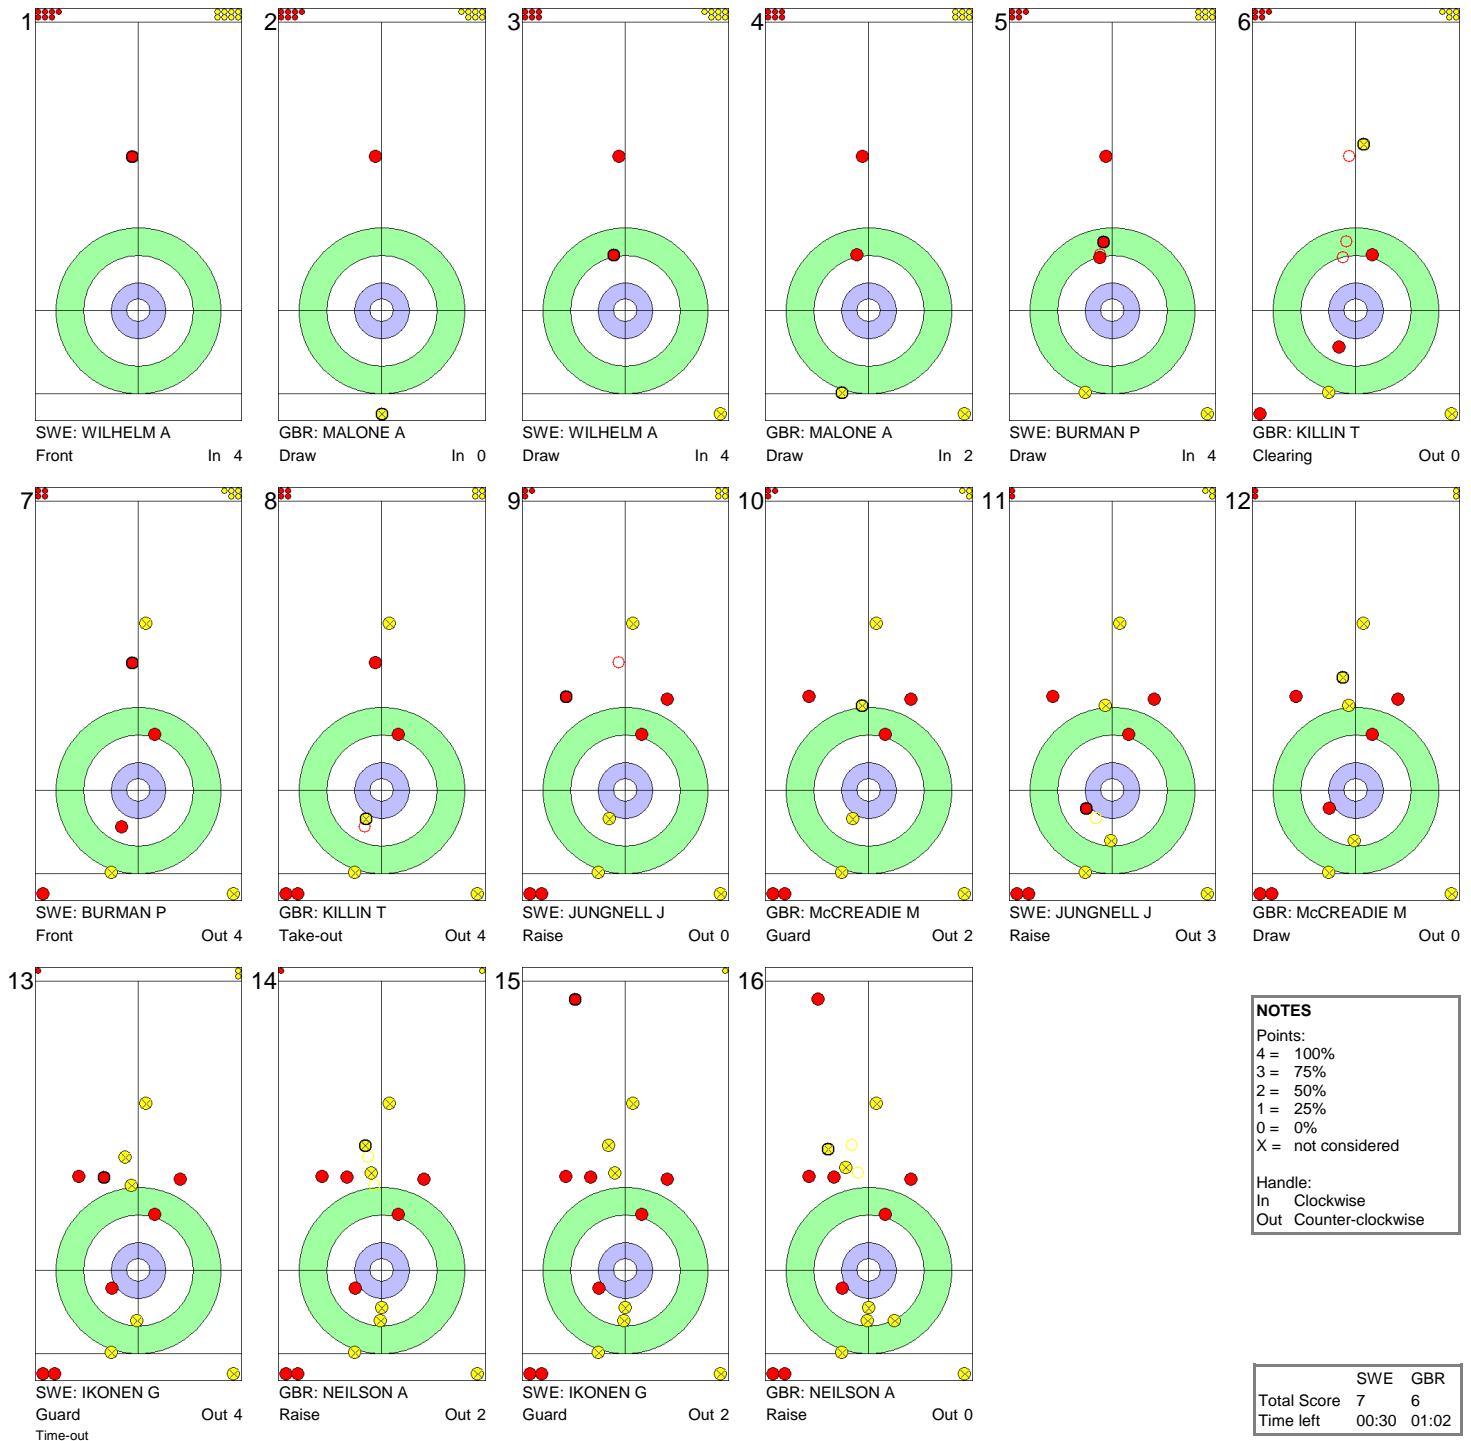 1
2
3
4
5
6
SWE: WILHELM A
Front In 4
GBR: MALONE A
Draw In 0
SWE: WILHELM A
Draw In 4
GBR: MALONE A
Draw In 2
SWE: BURMAN P
Draw In 4
GBR: KILLIN T
Clearing Out 0
7
8
9
10
11
12
SWE: BURMAN P
Front Out 4
GBR: KILLIN T
Take-out Out 4
SWE: JUNGNELL J
Raise Out 0
GBR: McCREADIE M
Guard Out 2
SWE: JUNGNELL J
Raise Out 3
GBR: McCREADIE M
Draw Out 0
13
14
15
16
SWE: IKONEN G
Guard Out 4
Time-out
GBR: NEILSON A
Raise Out 2
SWE: IKONEN G
Guard Out 2
GBR: NEILSON A
Raise Out 0
NOTES
Points:
4 = 100%
3 = 75%
2 = 50%
1 = 25%
0 = 0%
X = not considered
Handle:
In Clockwise
Out Counter-clockwise
SWE GBR
Total Score 7 6
Time left 00:30 01:02